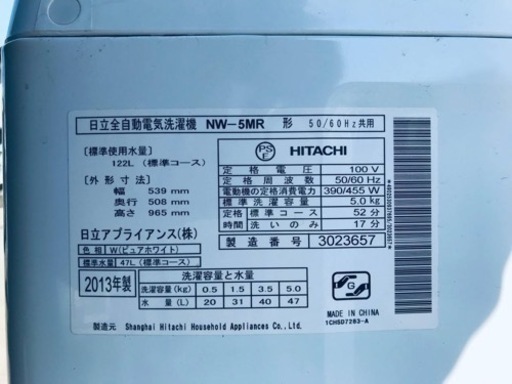 日立全自動電気洗濯機 NW-5MR 形 50/60Hz共用
〔標準使用水量〕
122L (標準コース)
〔外形寸法〕
幅 539 mm
奥行 508 mm
高さ 965 mm
日立アプライアンス(株)
色相 W(ピュアホワイト)
標準水量 47L(標準コース)
PS E HITACHI
定格電圧 100 V
定格周波数 50/60 Hz
電動機の定格消費電力 390/455 W
標準洗濯容量 5.0 kg
定格 標準コース 52 分
時間 洗いのみ 17 分
製造番号 3023657
2013年製
洗濯容量と水量
洗濯容量(kg) 0.5 1.5 3.5 5.0
水量(L) 20 31 40 47
製造元 Shanghai Hitachi Household Appliances Co.,Ltd.
G
MADE IN CHINA
1CH5D7293-A